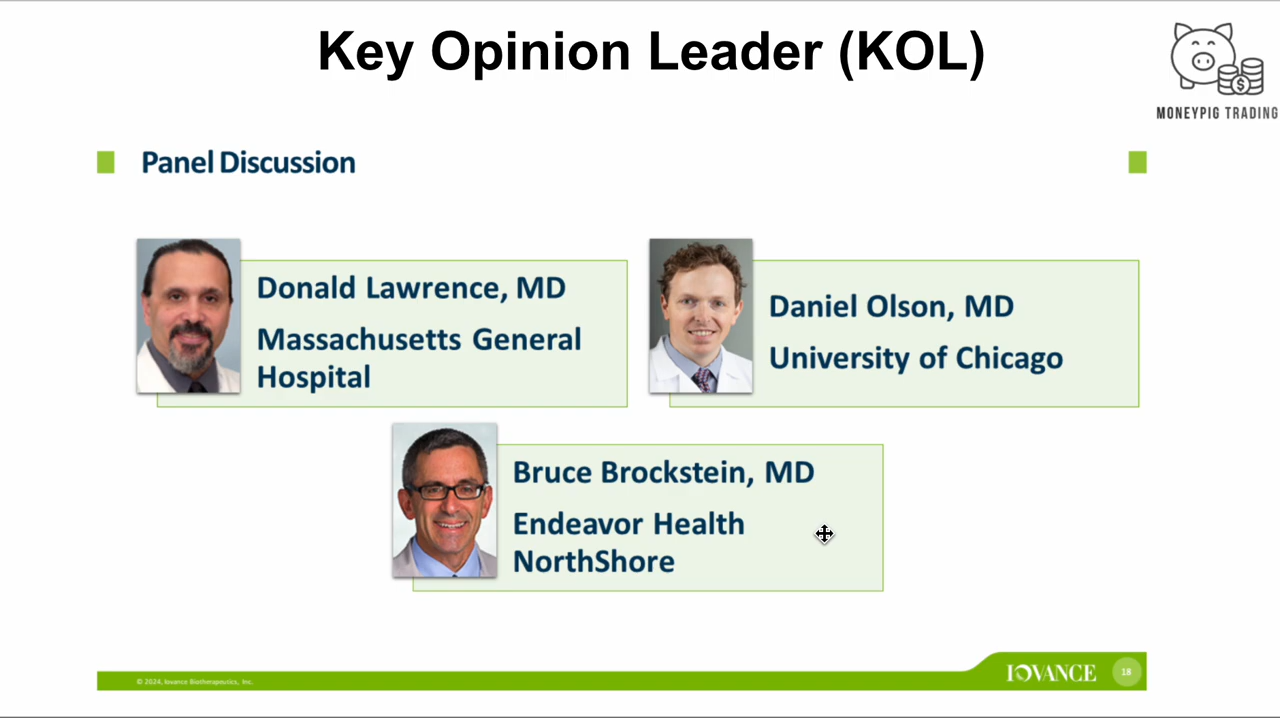 Key Opinion Leader (KOL)
MONEYPIG TRADING
Panel Discussion
Donald Lawrence, MD
Massachusetts General
Hospital
Daniel Olson, MD
University of Chicago
Bruce Brockstein, MD
Endeavor Health
NorthShore
© 2024, Iovance Biotherapeutics, Inc.
IOVANCE
18